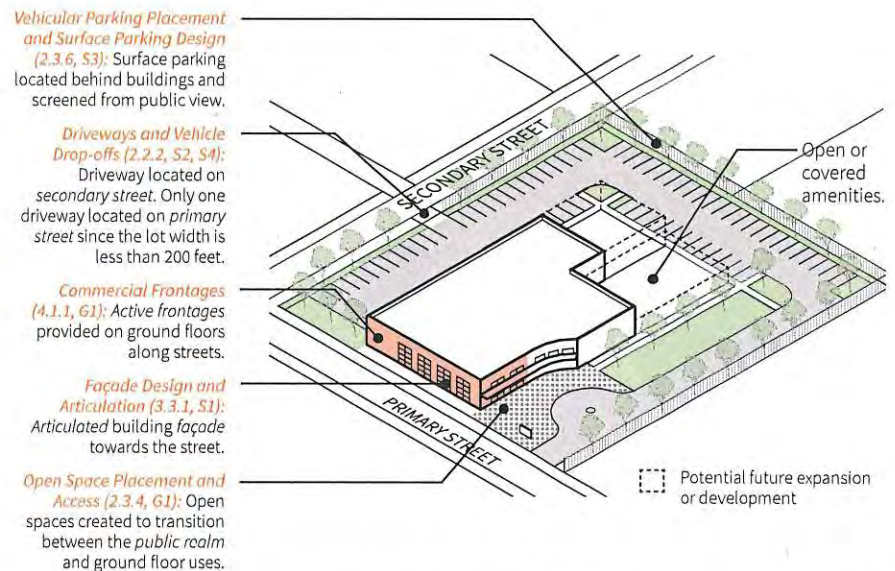 Vehicular Parking Placement
and Surface Parking Design
(2.3.6, S3): Surface parking
located behind buildings and
screened from public view.
Driveways and Vehicle
Drop-offs (2.2.2, S2, S4):
Driveway located on
secondary street. Only one
driveway located on primary
street since the lot width is
less than 200 feet.
Commercial Frontages
(4.1.1, G1): Active frontages
provided on ground floors
along streets.
Façade Design and
Articulation (3.3.1, S1):
Articulated building façade
towards the street.
Open Space Placement and
Access (2.3.4, G1): Open
spaces created to transition
between the public realm
and ground floor uses.
SECONDARY STREET
PRIMARY STREET
Open or
covered
amenities.
Potential future expansion
or development